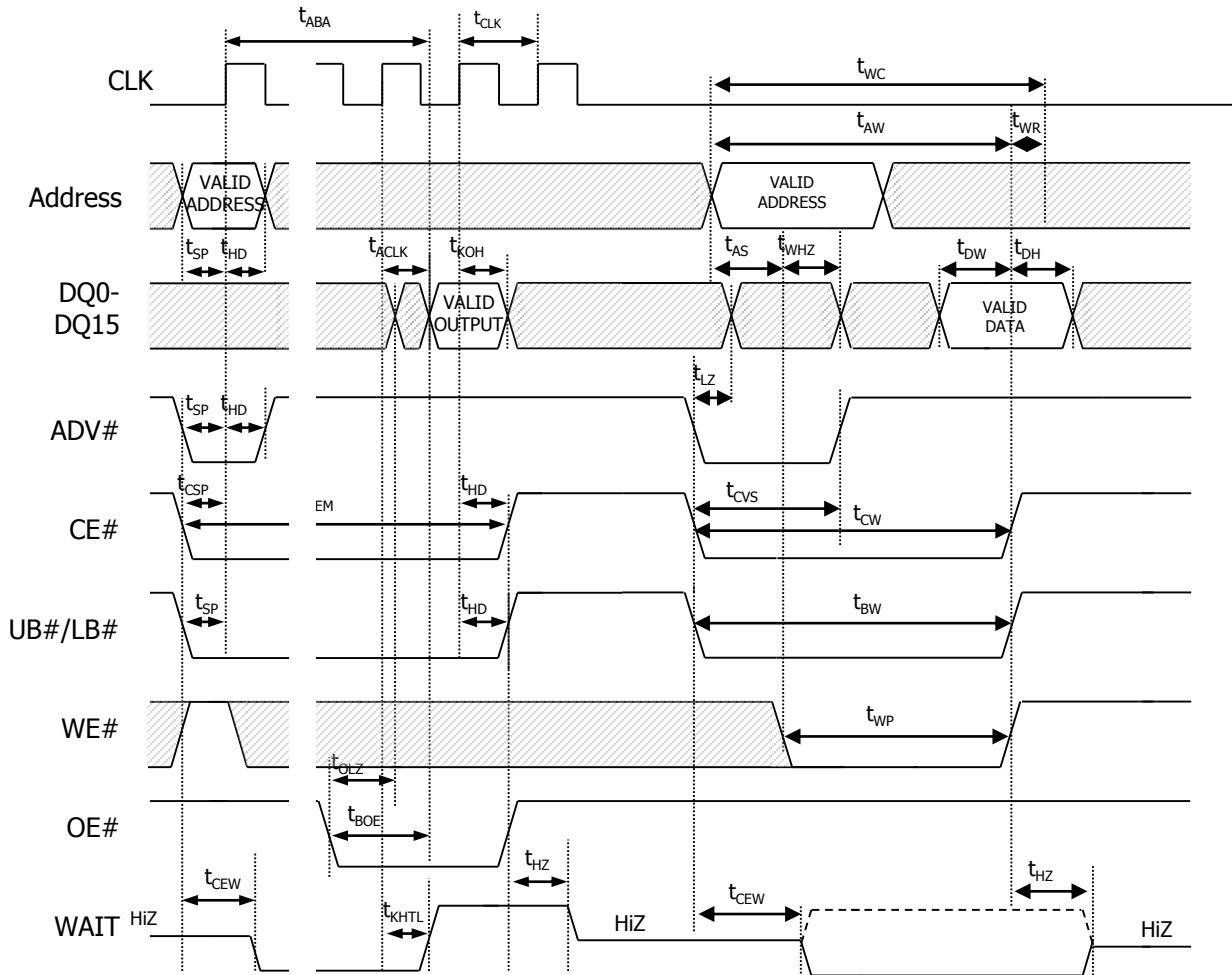 tABA
tCLK
CLK
tWC
tAW
tWR
Address
VALID
ADDRESS
VALID
ADDRESS
tSP
tHD
tACLK
tKOH
tAS
tWHZ
tDW
tDH
DQ0-
DQ15
VALID
OUTPUT
VALID
DATA
tLZ
ADV#
tSP
tHD
tCSP
EM
tHD
tCVS
tCW
CE#
tSP
tHD
tBW
UB#/LB#
WE#
tWP
tOLZ
OE#
tBOE
tCEW
tHZ
tCEW
tHZ
WAIT
HiZ
tKHTL
HiZ
HiZ